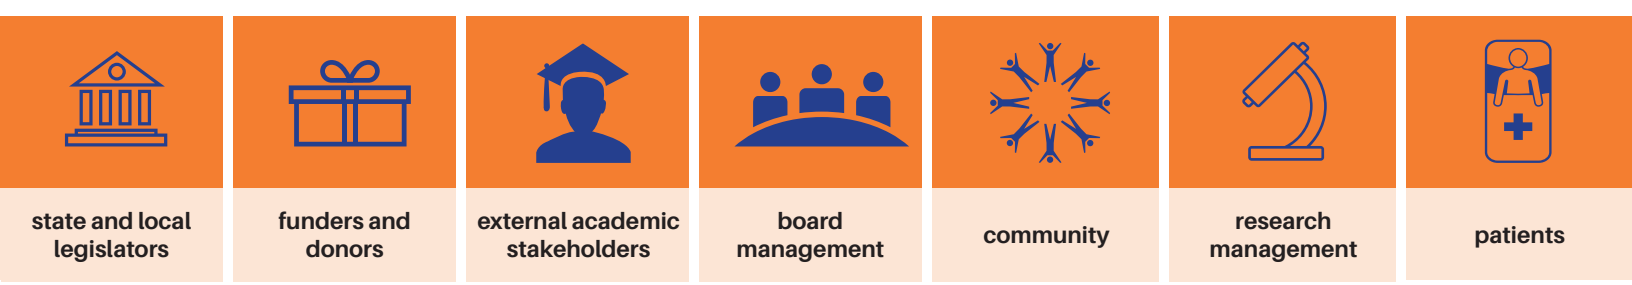 state and local
legislators
funders and
donors
external academic
stakeholders
board
management
community
research
management
patients